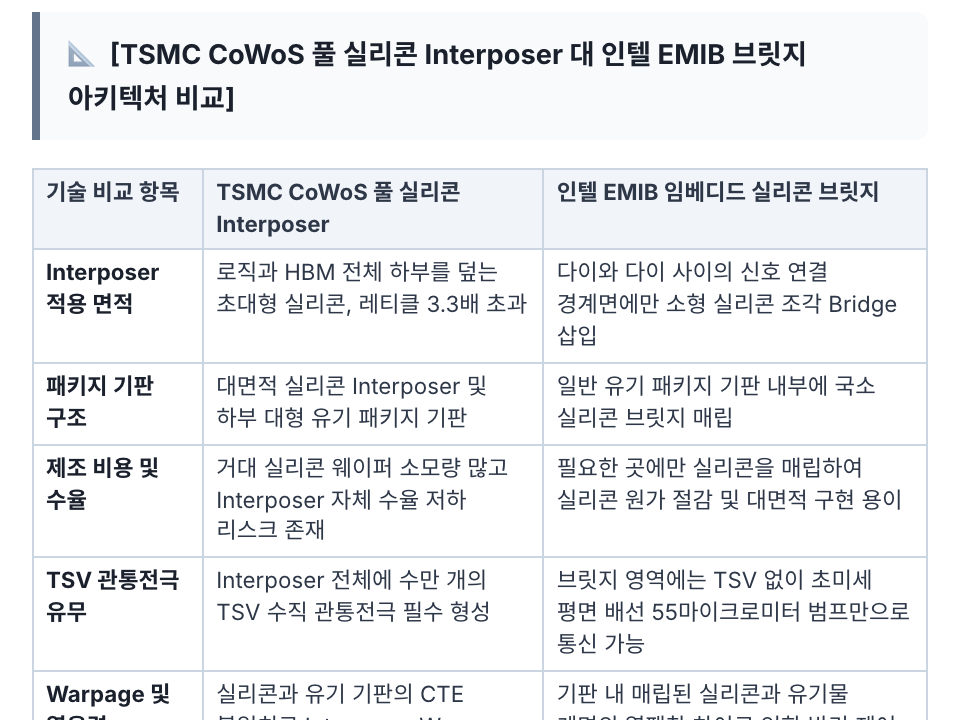 [TSMC CoWoS 풀 실리콘 Interposer 대 인텔 EMIB 브릿지
아키텍처 비교]
기술 비교 항목
TSMC CoWoS 풀 실리콘
Interposer
인텔 EMIB 임베디드 실리콘 브릿지
Interposer
적용 면적
로직과 HBM 전체 하부를 덮는
초대형 실리콘, 레티클 3.3배 초과
다이와 다이 사이의 신호 연결
경계면에만 소형 실리콘 조각 Bridge
삽입
패키지 기판
구조
대면적 실리콘 Interposer 및
하부 대형 유기 패키지 기판
일반 유기 패키지 기판 내부에 국소
실리콘 브릿지 매립
제조 비용 및
수율
거대 실리콘 웨이퍼 소모량 많고
Interposer 자체 수율 저하
리스크 존재
필요한 곳에만 실리콘을 매립하여
실리콘 원가 절감 및 대면적 구현 용이
TSV 관통전극
유무
Interposer 전체에 수만 개의
TSV 수직 관통전극 필수 형성
브릿지 영역에는 TSV 없이 초미세
평면 배선 55마이크로미터 범프만으로
통신 가능
Warpage 및
실리콘과 유기 기판의 CTE
기판 내 매립된 실리콘과 유기물